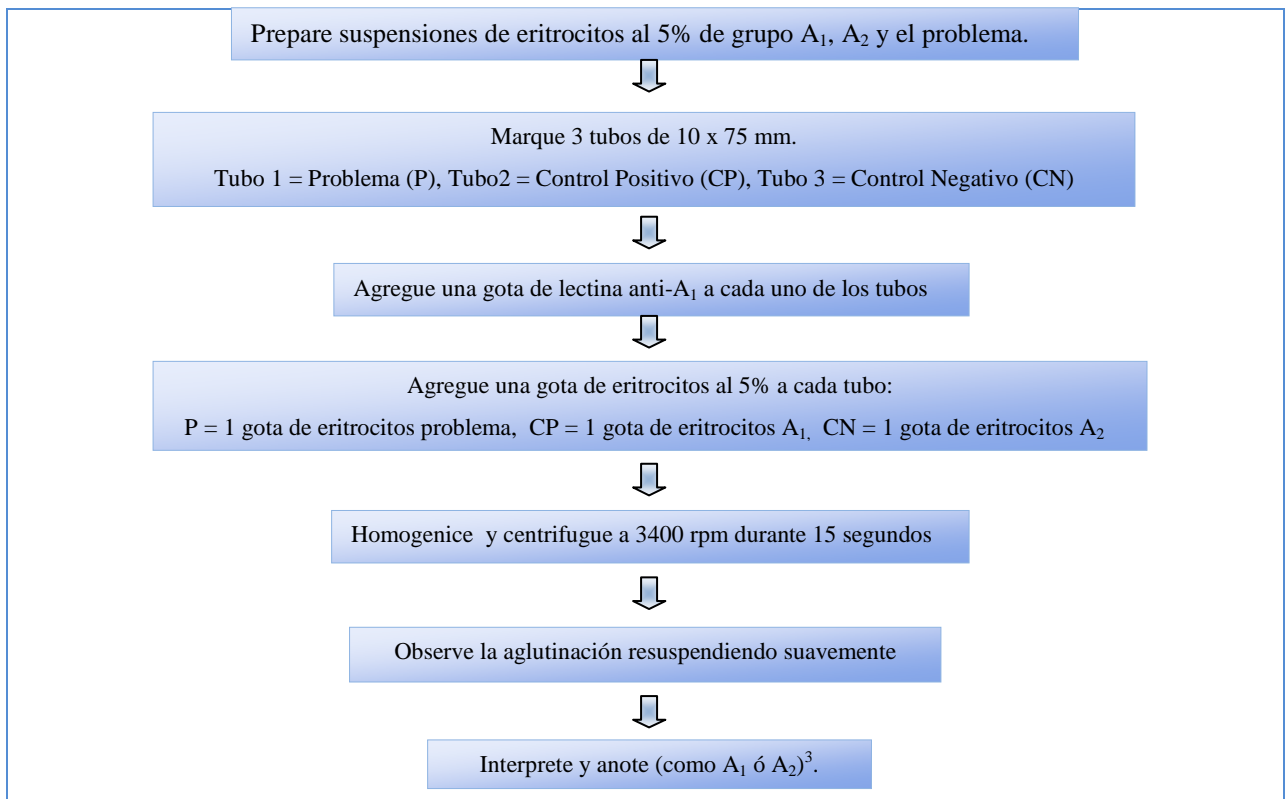 Prepare suspensiones de eritrocitos al 5% de grupo A₁, A₂ y el problema.
Marque 3 tubos de 10 x 75 mm.
Tubo 1 = Problema (P), Tubo2 = Control Positivo (CP), Tubo 3 = Control Negativo (CN)
Agregue una gota de lectina anti-A₁ a cada uno de los tubos
Agregue una gota de eritrocitos al 5% a cada tubo:
P = 1 gota de eritrocitos problema, CP = 1 gota de eritrocitos A₁, CN = 1 gota de eritrocitos A₂
Homogenice y centrifugue a 3400 rpm durante 15 segundos
Observe la aglutinación resuspendiendo suavemente
Interprete y anote (como A₁ ó A₂)³.